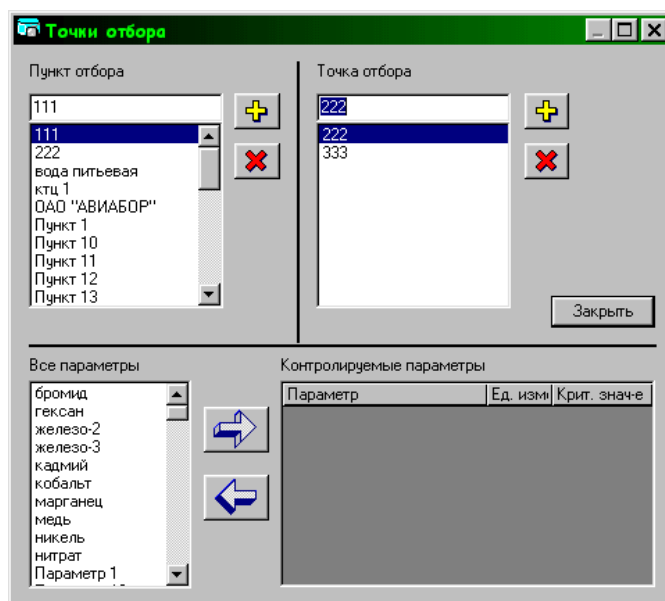 Точки отбора
Пункт отбора
111
111
222
вода питьевая
ктц 1
ОАО "АВИАБОР"
Пункт 1
Пункт 10
Пункт 11
Пункт 12
Пункт 13
Точка отбора
222
222
333
Закрыть
Все параметры
бромид
гексан
железо-2
железо-3
кадмий
кобальт
марганец
медь
никель
нитрат
Параметр 1
Контролируемые параметры
Параметр Ед. изм Крит. знач-е